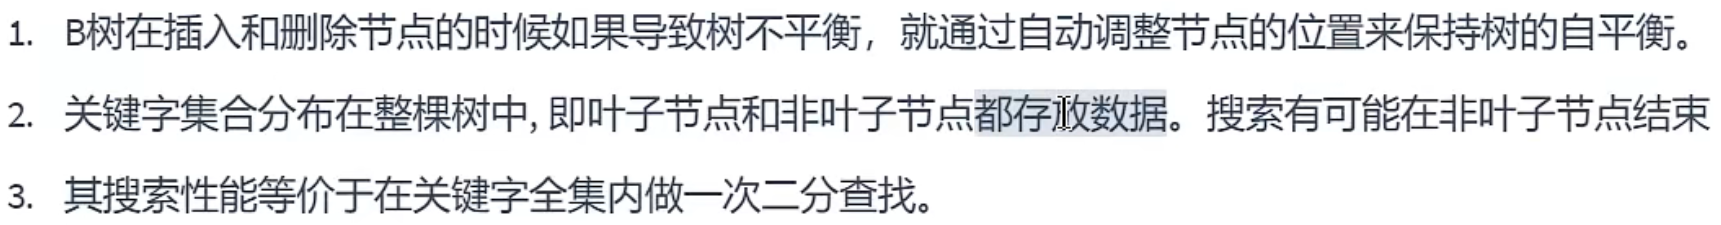 1. B树在插入和删除节点的时候如果导致树不平衡，就通过自动调整节点的位置来保持树的自平衡。
2. 关键字集合分布在整棵树中, 即叶子节点和非叶子节点都存放数据。搜索有可能在非叶子节点结束
3. 其搜索性能等价于在关键字全集内做一次二分查找。